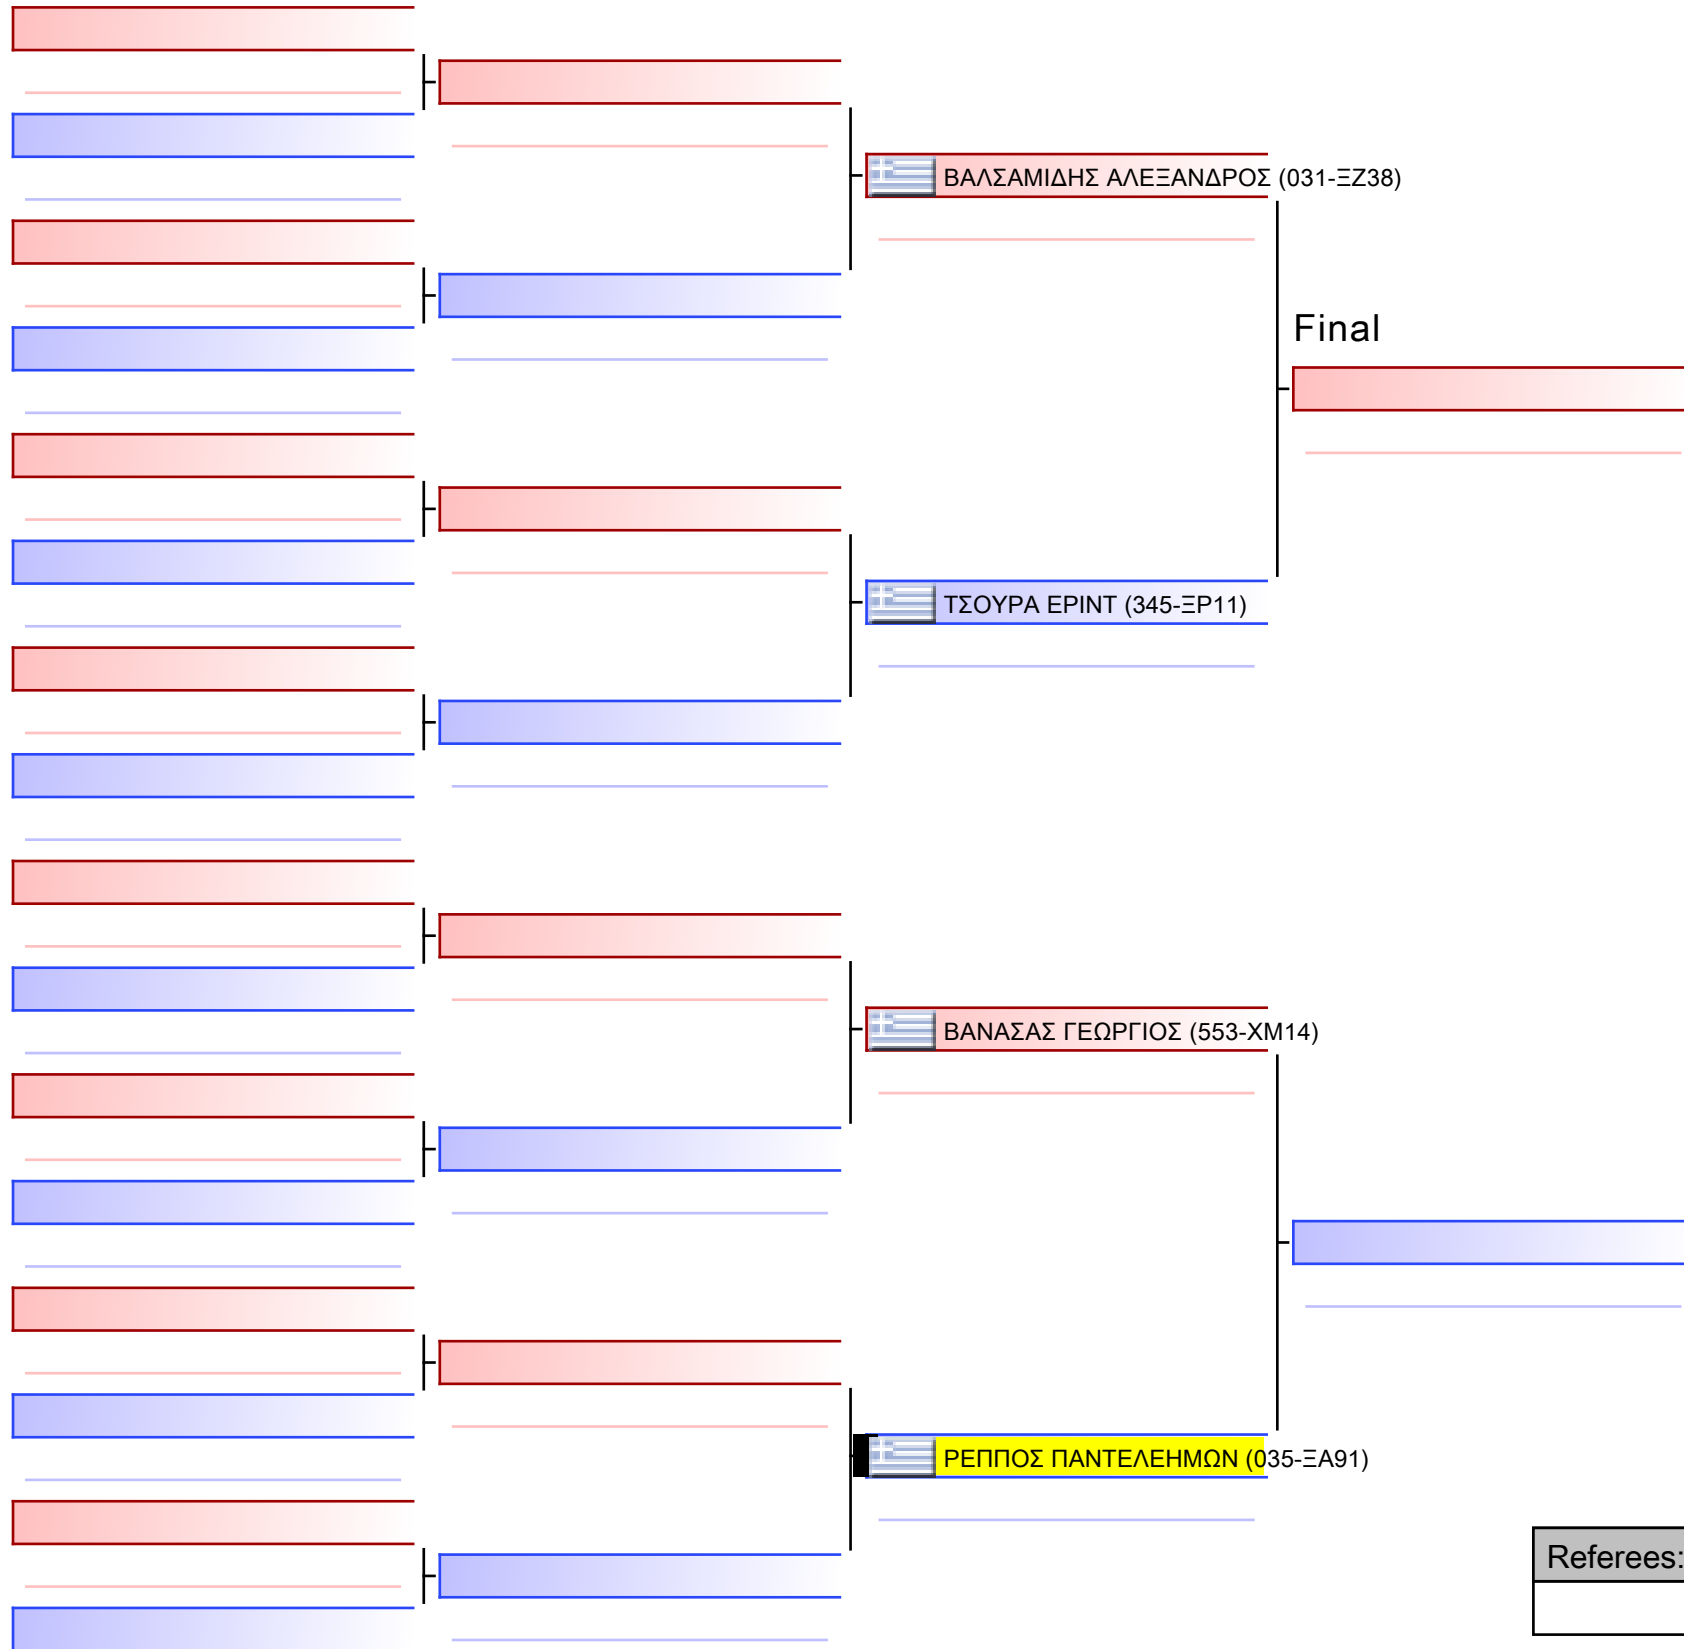 ΒΑΛΣΑΜΙΔΗΣ ΑΛΕΞΑΝΔΡΟΣ (031-ΞΖ38)
Final
ΤΣΟΥΡΑ ΕΡΙΝΤ (345-ΞΡ11)
ΒΑΝΑΣΑΣ ΓΕΩΡΓΙΟΣ (553-ΧΜ14)
ΡΕΠΠΟΣ ΠΑΝΤΕΛΕΗΜΩΝ (035-ΞΑ91)
Referees: